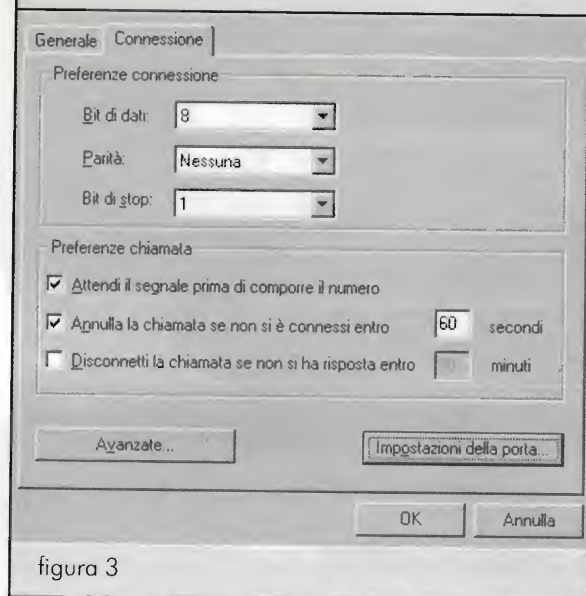 Generale Connessione
Preferenze connessione
Bit di dati: 8
Parità: Nessuna
Bit di stop: 1
Preferenze chiamata
Attendi il segnale prima di comporre il numero
Annulla la chiamata se non si è connessi entro 60 secondi
Disconnetti la chiamata se non si ha risposta entro minuti
Avanzate... Impostazioni della porta...
OK Annulla
figura 3